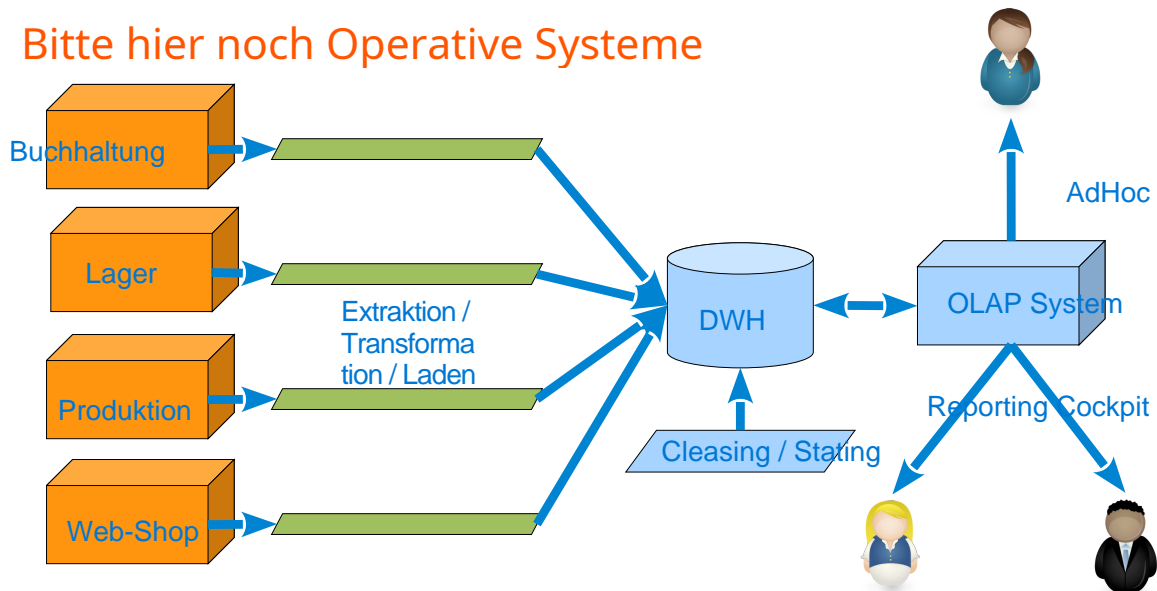 Bitte hier noch Operative Systeme
Buchhaltung
AdHoc
Lager
OLAP System
DWH
Extraktion /
Transforma
tion / Laden
Produktion
Reporting Cockpit
Cleasing / Stating
Web-Shop